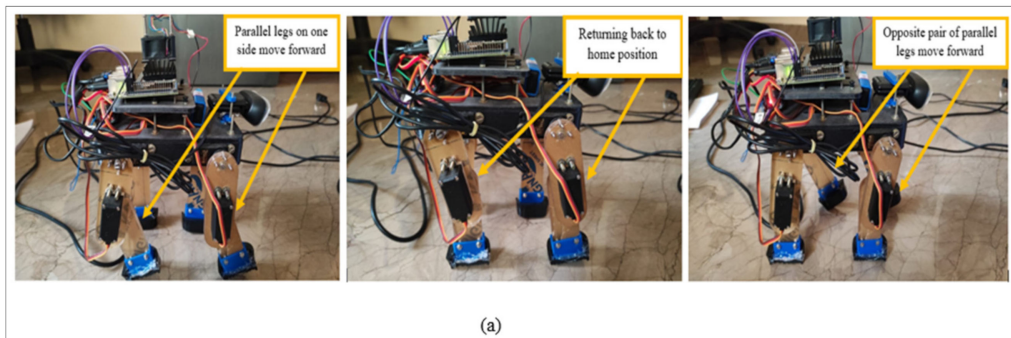 Parallel legs on one
side move forward
Returning back to
home position
Opposite pair of parallel
legs move forward
(a)